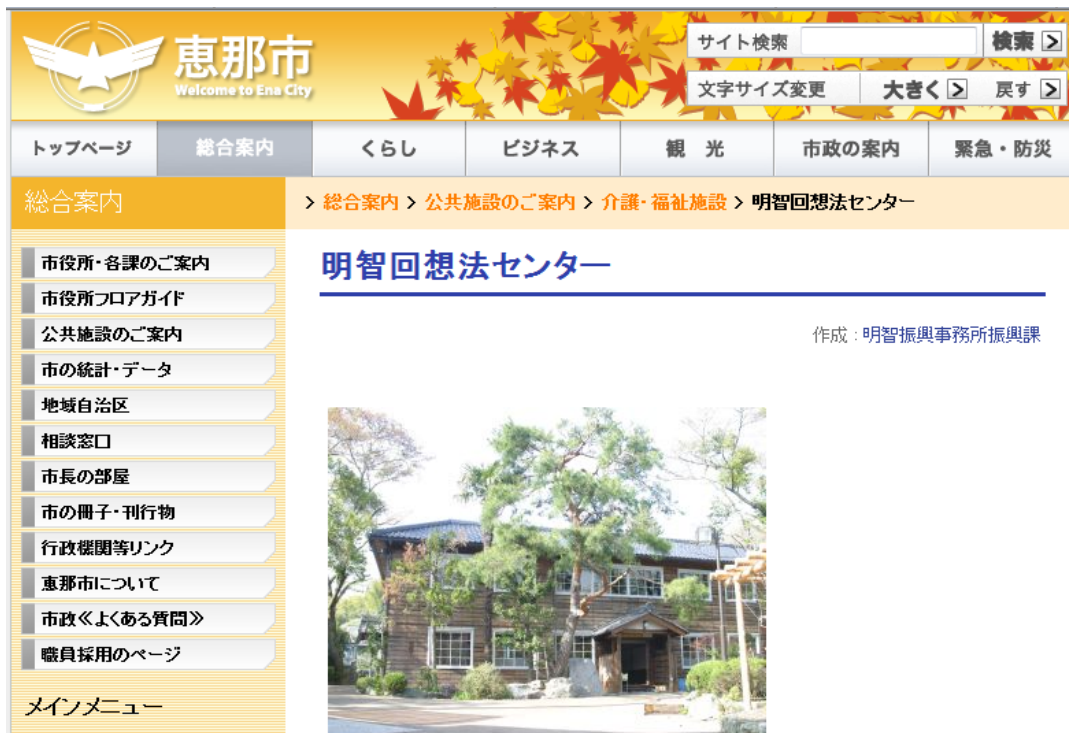 恵那市
Welcome to Ena City
サイト検索
検索
文字サイズ変更
大きく
戻す
トップページ
総合案内
くらし
ビジネス
観 光
市政の案内
緊急・防災
総合案内
> 総合案内 > 公共施設のご案内 > 介護・福祉施設 > 明智回想法センター
市役所・各課のご案内
市役所フロアガイド
公共施設のご案内
市の統計・データ
地域自治区
相談窓口
市長の部屋
市の冊子・刊行物
行政機関等リンク
恵那市について
市政≪よくある質問≫
職員採用のページ
メインメニュー
明智回想法センター
作成：明智振興事務所振興課